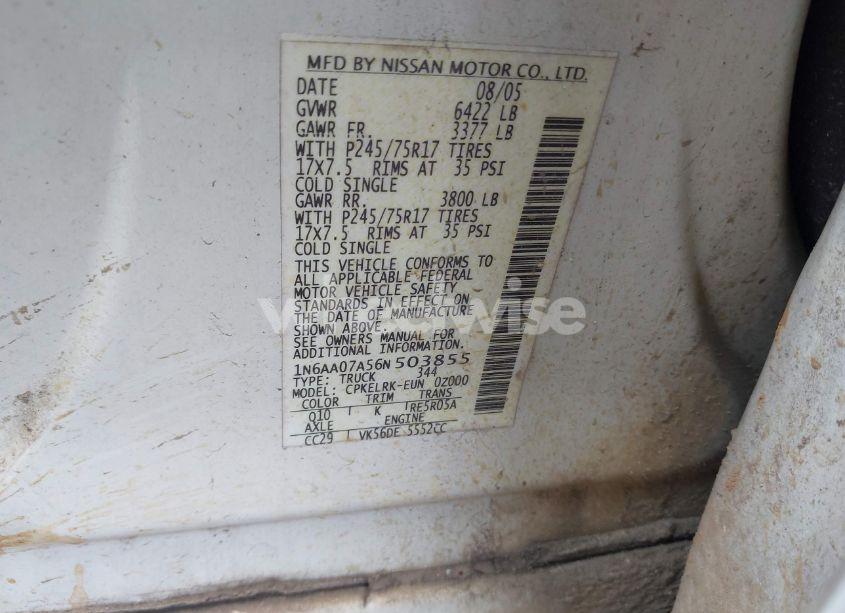 MFD BY NISSAN MOTOR CO., LTD.
DATE 08/05
GVWR 6422 LB
GAWR FR. 3377 LB
WITH P245/75R17 TIRES
17X7.5 RIMS AT 35 PSI
COLD SINGLE
GAWR RR. 3800 LB
WITH P245/75R17 TIRES
17X7.5 RIMS AT 35 PSI
COLD SINGLE
THIS VEHICLE CONFORMS TO
ALL APPLICABLE FEDERAL
MOTOR VEHICLE SAFETY
STANDARDS IN EFFECT ON
THE DATE OF MANUFACTURE
SHOWN ABOVE.
SEE OWNERS MANUAL FOR
ADDITIONAL INFORMATION.
1N6AA07A56N503855
TYPE: TRUCK 344
MODEL: CPKELRK-EUN 0Z000
COLOR TRIM TRANS
Q10 K RE5R05A
AXLE ENGINE
CC29 VK56DE 5552CC